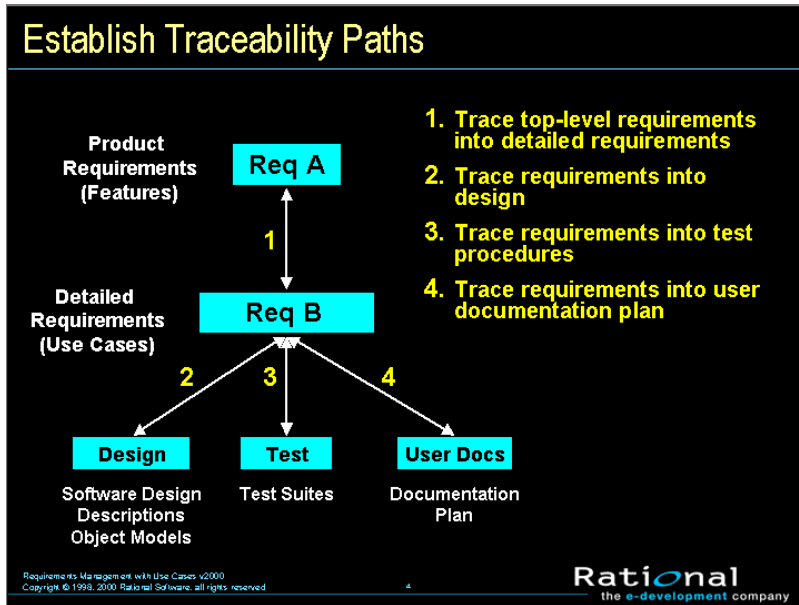 Establish Traceability Paths
Product
Requirements
(Features)
Req A
1
Detailed
Requirements
(Use Cases)
Req B
2
3
4
Design
Test
User Docs
Software Design
Descriptions
Object Models
Test Suites
Documentation
Plan
1. Trace top-level requirements
into detailed requirements
2. Trace requirements into
design
3. Trace requirements into test
procedures
4. Trace requirements into user
documentation plan
Requirements Management with Use Cases v2000
Copyright © 1998, 2000 Rational Software, all rights reserved
4
Rational
the e-development company